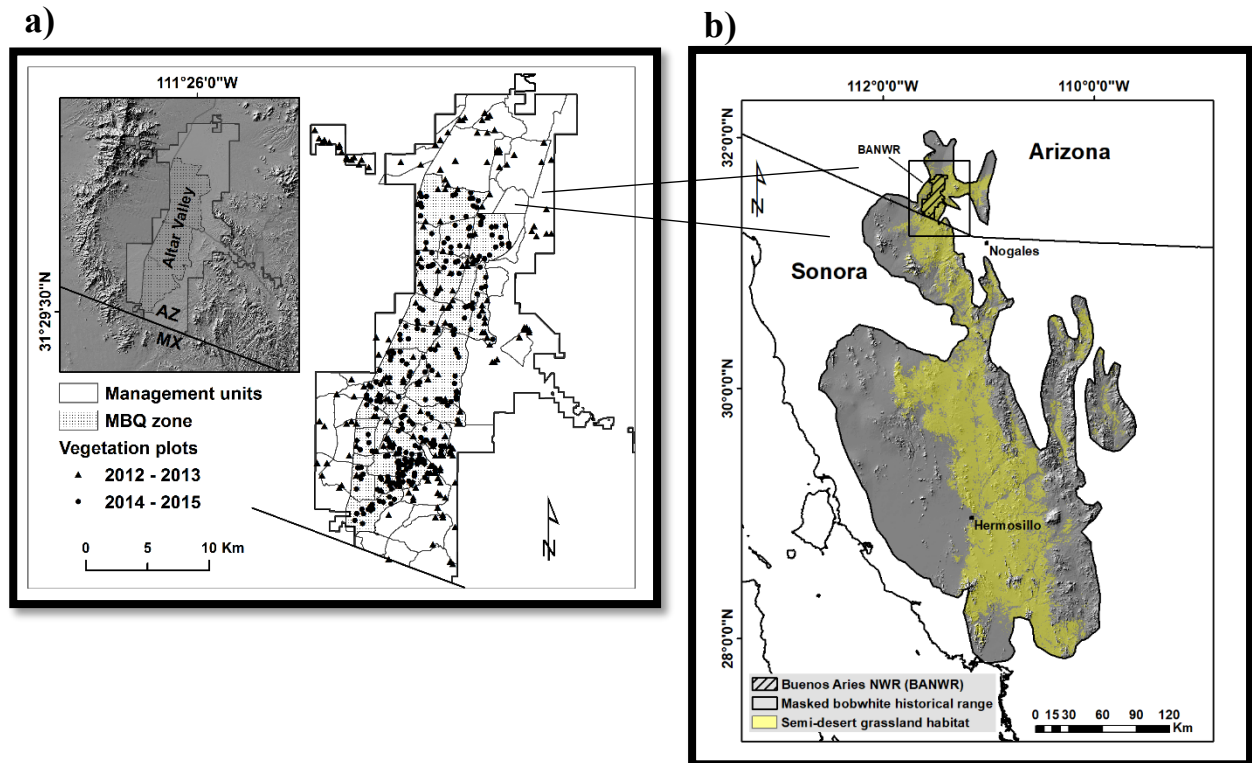 a)
111°26'0"W
31°29'30"N
Altar Valley
AZ
MX
Management units
MBQ zone
Vegetation plots
2012 - 2013
2014 - 2015
0 5 10 Km
N
b)
112°0'0"W 110°0'0"W
32°0'0"N
30°0'0"N
28°0'0"N
BANWR
Arizona
N
Nogales
Sonora
Hermosillo
Buenos Aries NWR (BANWR)
Masked bobwhite historical range
Semi-desert grassland habitat
0 15 30 60 90 120
Km